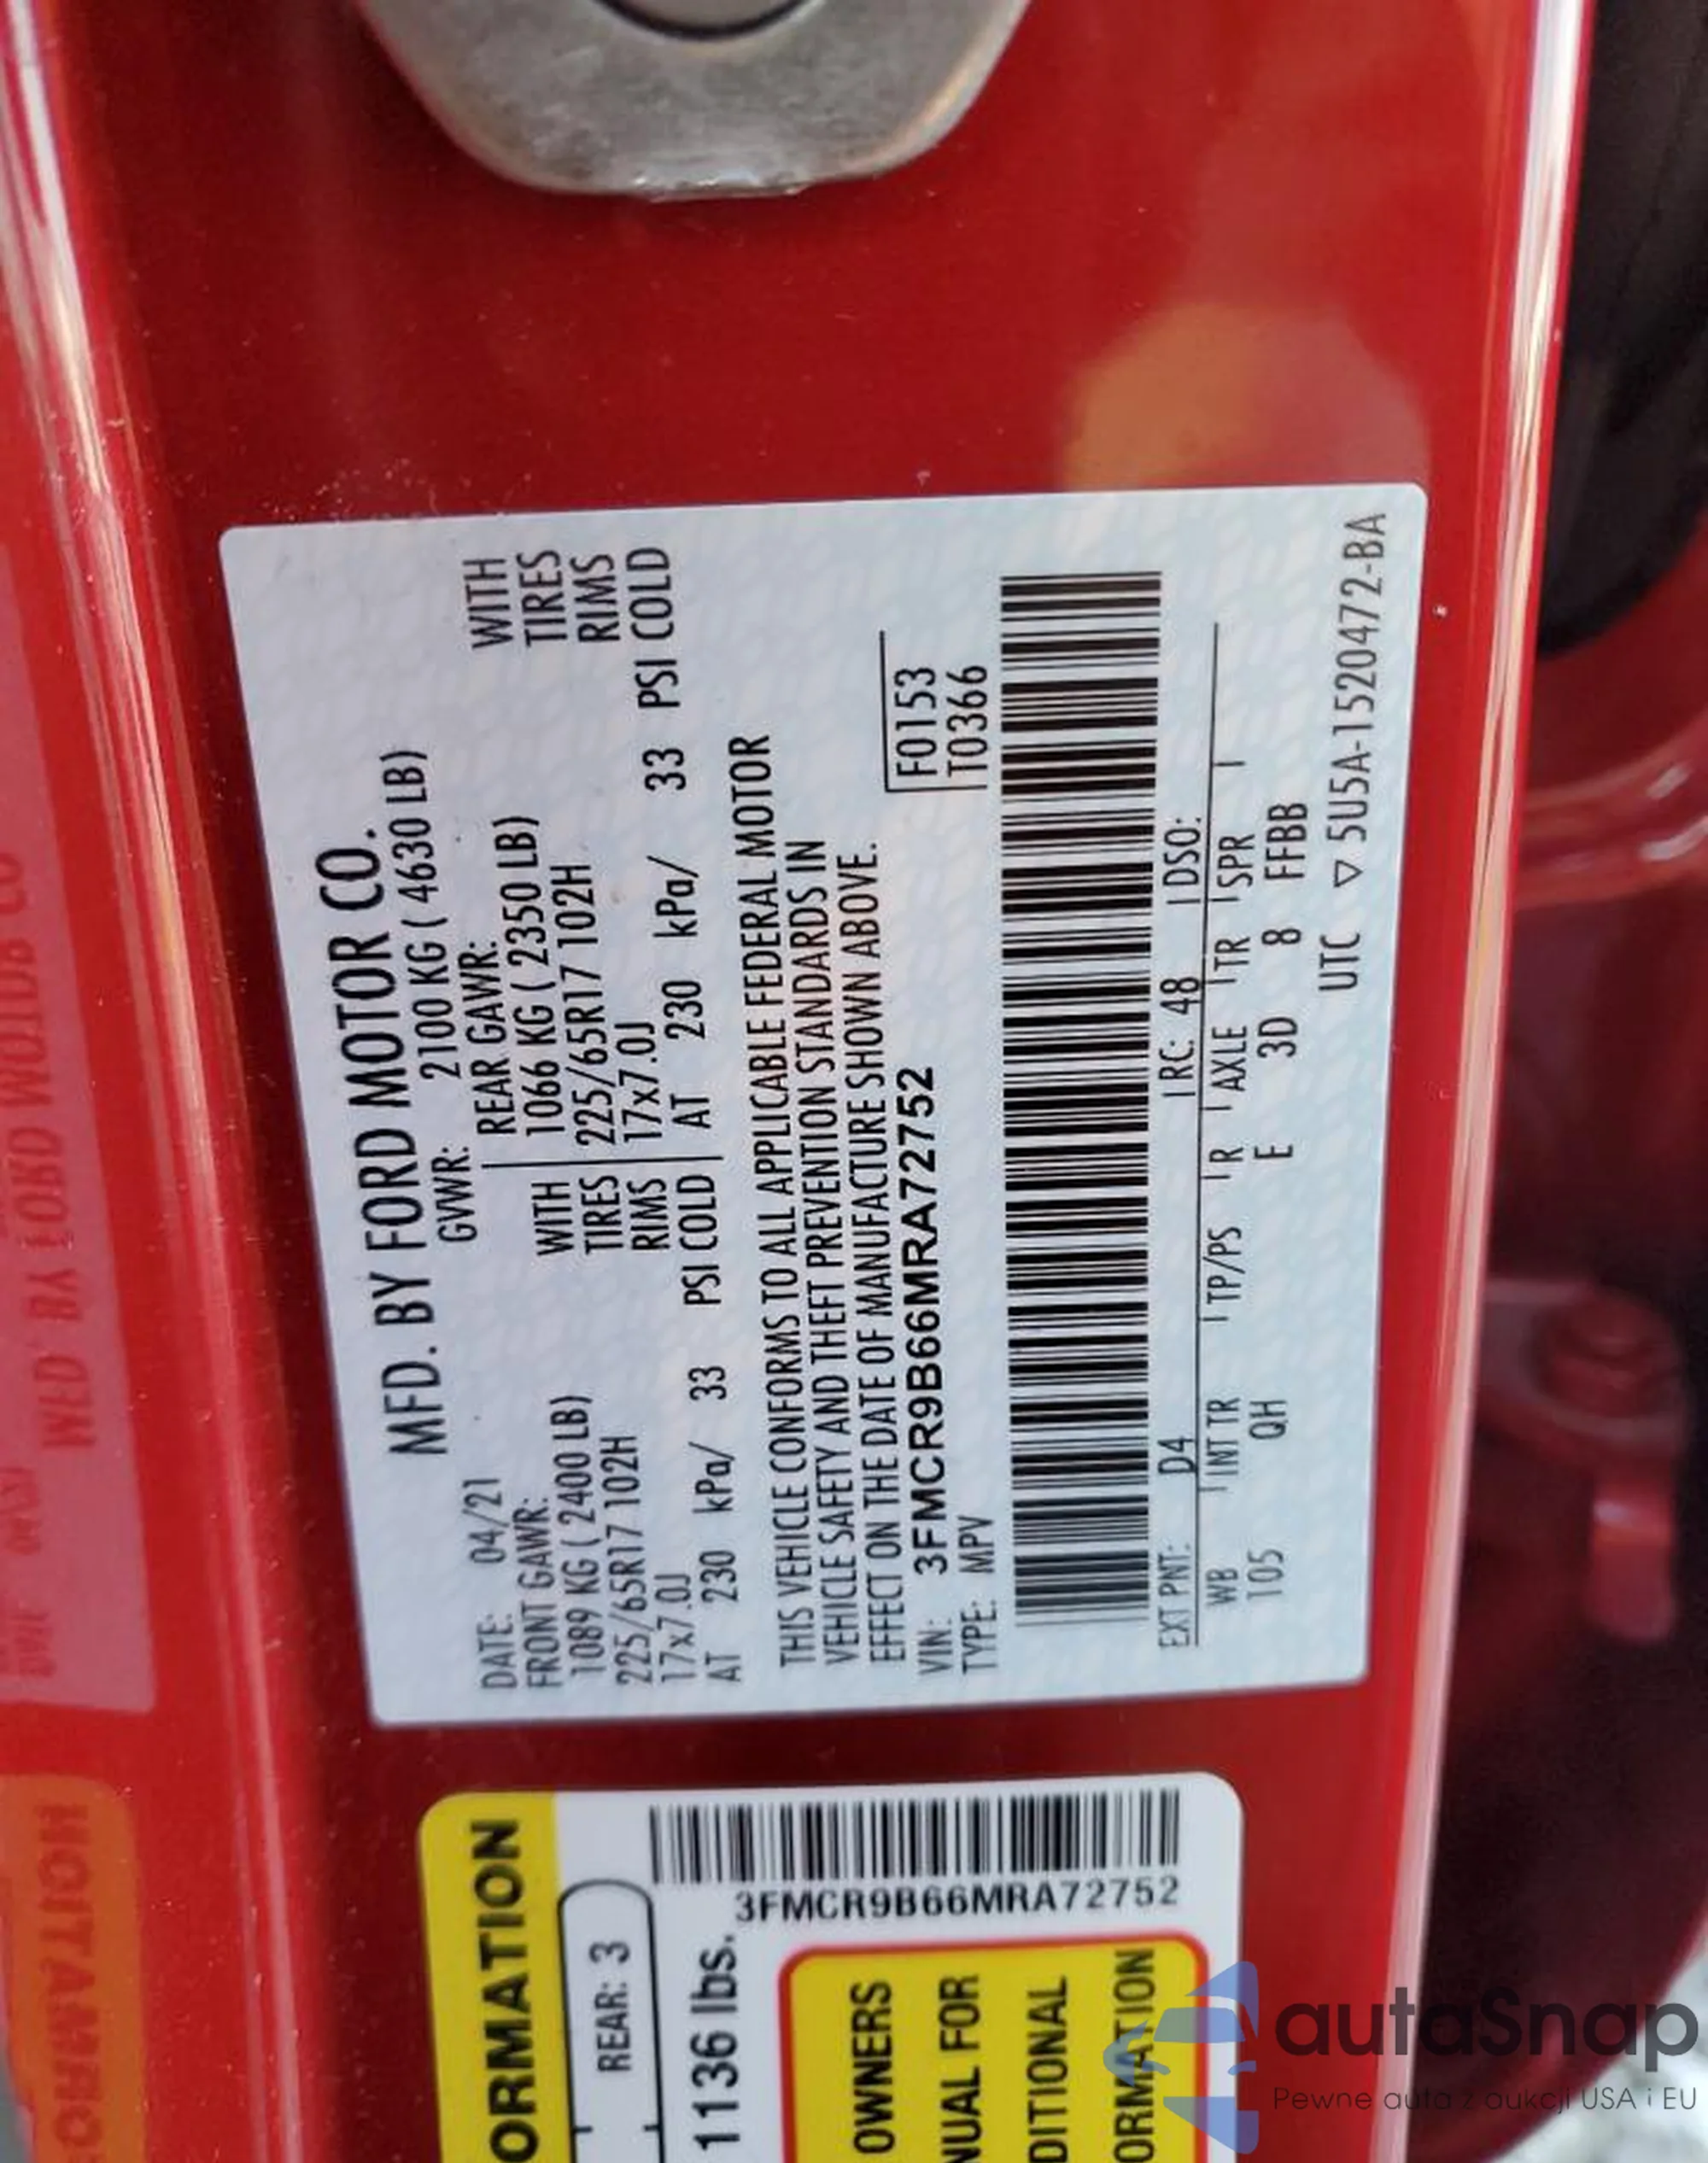 MFD. BY FORD MOTOR CO.
DATE: 04/21 GVWR: 2100 KG ( 4630 LB)
FRONT GAWR: REAR GAWR:
1089 KG ( 2400 LB) WITH 1066 KG ( 2350 LB) WITH
225/65R17 102H TIRES 225/65R17 102H TIRES
17x7.0J RIMS 17x7.0J RIMS
AT 230 kPa/ 33 PSI COLD AT 230 kPa/ 33 PSI COLD
THIS VEHICLE CONFORMS TO ALL APPLICABLE FEDERAL MOTOR
VEHICLE SAFETY AND THEFT PREVENTION STANDARDS IN
EFFECT ON THE DATE OF MANUFACTURE SHOWN ABOVE.
VIN: 3FMCR9B66MRA72752 F0153
TYPE: MPV T0366
EXT PNT: D4 RC: 48 DSO:
WB INT TR TP/PS R AXLE TR SPR
105 QH E 3D 8 FFBB
UTC ▽ 5U5A-1520472-BA
ORMATION
REAR: 3
1136 lbs.
3FMCR9B66MRA72752
OWNERS
NUAL FOR
DITIONAL
ORMATION
autaSnap
Pewne auta z aukcji USA i EU